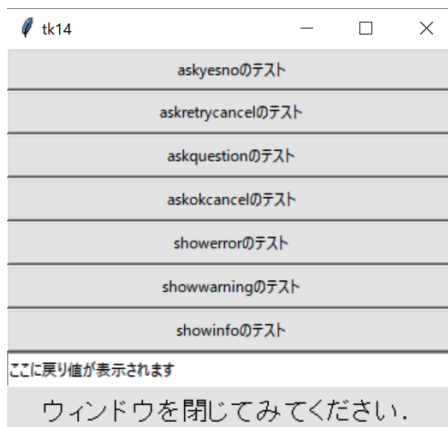 tk14
askyesnoのテスト
askretrycancelのテスト
askquestionのテスト
askokcancelのテスト
showerrorのテスト
showwarningのテスト
showinfoのテスト
ここに戻り値が表示されます
ウィンドウを閉じてみてください.